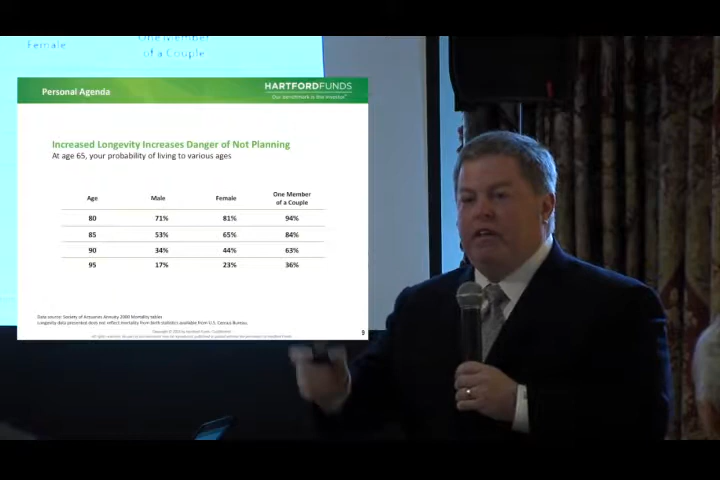 Female
One Member
of a Couple
Personal Agenda
HARTFORDFUNDS
Our benchmark is the investor.
Increased Longevity Increases Danger of Not Planning
At age 65, your probability of living to various ages
Age Male Female One Member
of a Couple
80 71% 81% 94%
85 53% 65% 84%
90 34% 44% 63%
95 17% 23% 36%
Data source: Society of Actuaries Annuity 2000 Mortality tables
Longevity data presented does not reflect mortality from birth statistics available from U.S. Census Bureau.
9